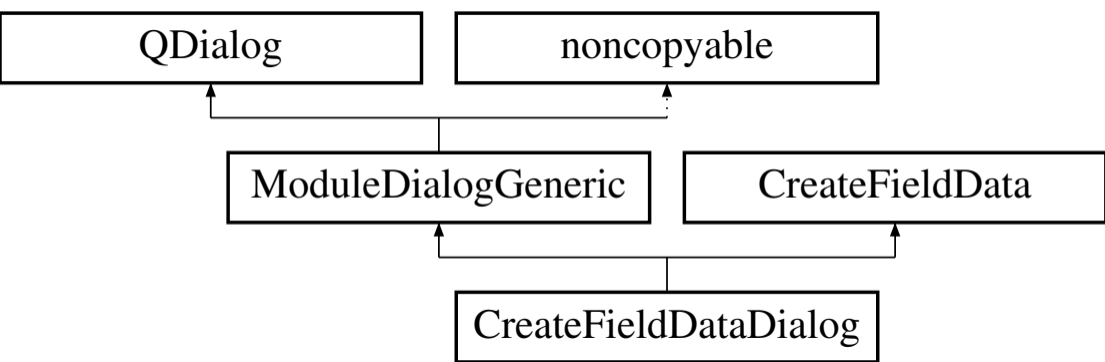 QDialog
noncopyable
ModuleDialogGeneric
CreateFieldData
CreateFieldDataDialog